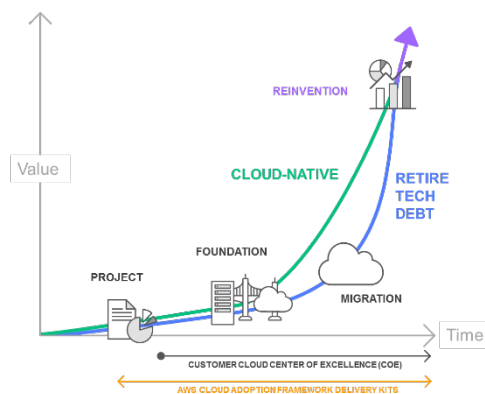 REINVENTION
CLOUD-NATIVE
Value
RETIRE
TECH
DEBT
FOUNDATION
PROJECT
MIGRATION
Time
CUSTOMER CLOUD CENTER OF EXCELLENCE (COE)
AWS CLOUD ADOPTION FRAMEWORK DELIVERY KITS